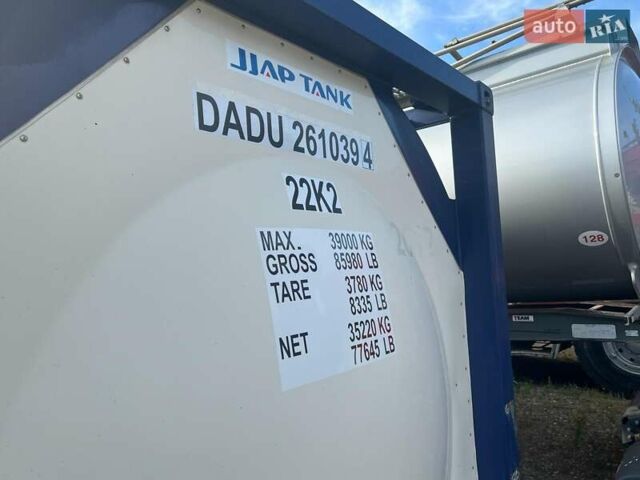 auto RIA
JJAP TANK
DADU 261039 4
22K2
MAX. 39000 KG
GROSS 85980 LB
TARE 3780 KG
8335 LB
NET 35220 KG
77645 LB
128
TEAM